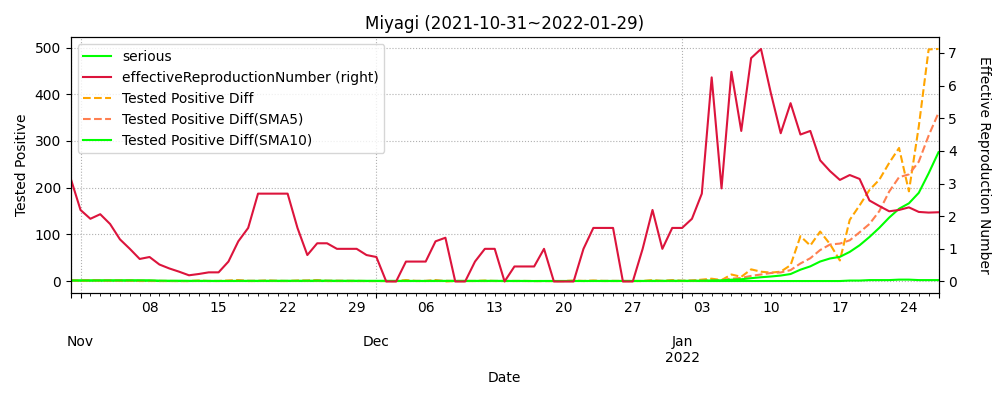 Miyagi (2021-10-31~2022-01-29)
serious
effectiveReproductionNumber (right)
Tested Positive Diff
Tested Positive Diff(SMA5)
Tested Positive Diff(SMA10)
Tested Positive
500
400
300
200
100
0
7
6
5
4
3
2
1
0
Effective Reproduction Number
08 15 22 29 06 13 20 27 03 10 17 24
Nov Dec Jan
2022
Date